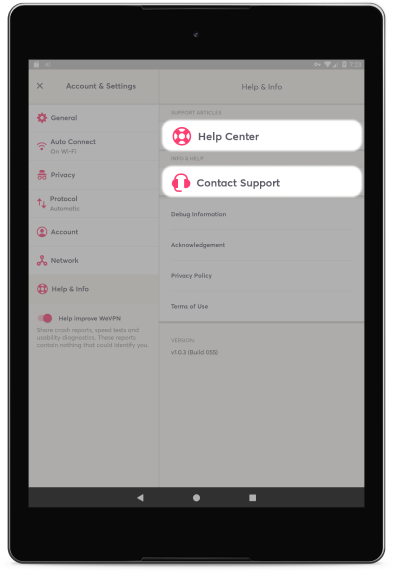 7:23
Account & Settings
General
Auto Connect
On Wi-Fi
Privacy
Protocol
Automatic
Account
Network
Help & Info
Help improve WeVPN
Share crash reports, speed tests and
usability diagnostics. These reports
contain nothing that could identify you.
Help & Info
SUPPORT ARTICLES
Help Center
INFO & HELP
Contact Support
Debug Information
Acknowledgement
Privacy Policy
Terms of Use
VERSION
v1.0.3 (Build 055)